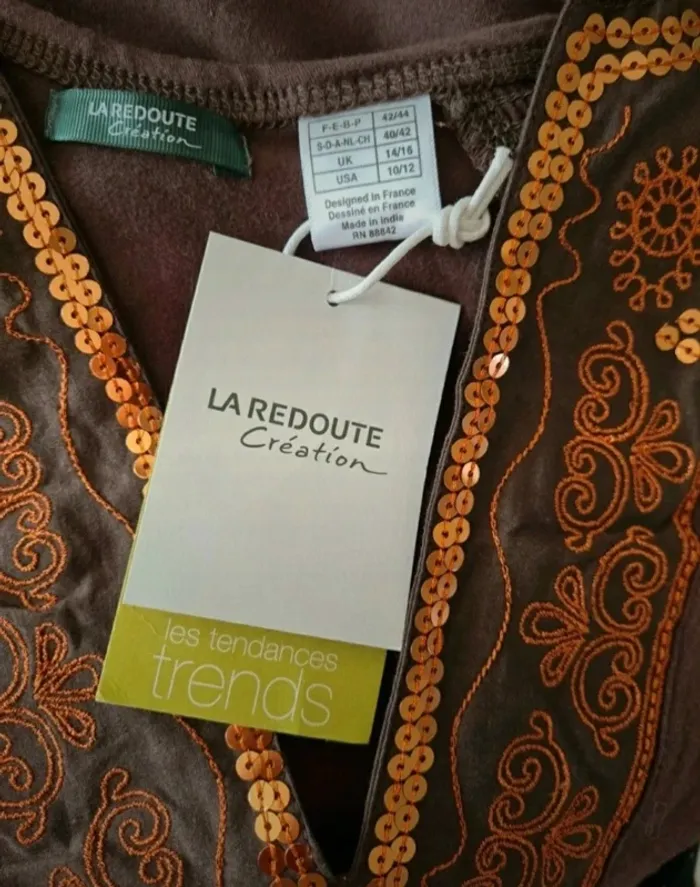 LA REDOUTE
Création
F-E-B-P 42/44
S-D-A-NL-CH 40/42
UK 14/16
USA 10/12
Designed in France
Dessiné en France
Made in India
RN 88842
LA REDOUTE
Création
les tendances
trends